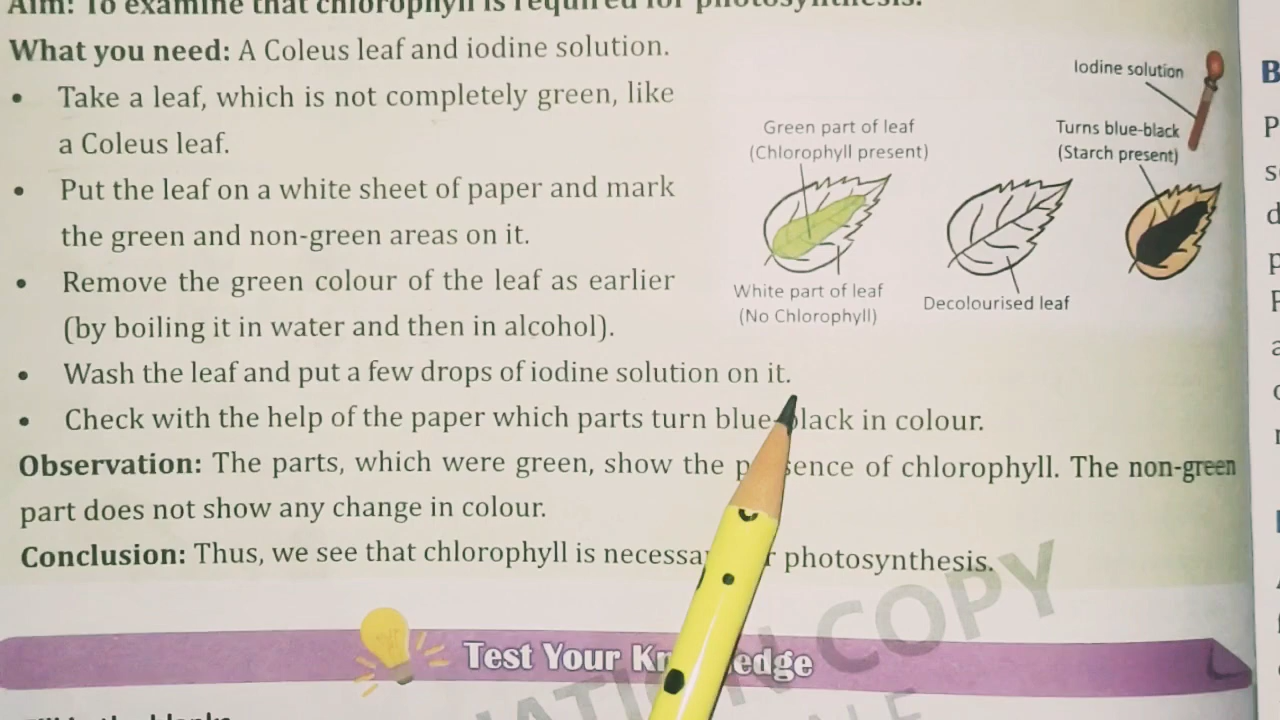 Aim: To examine that chlorophyll is required for photosynthesis.
What you need: A Coleus leaf and iodine solution.
• Take a leaf, which is not completely green, like
a Coleus leaf.
• Put the leaf on a white sheet of paper and mark
the green and non-green areas on it.
• Remove the green colour of the leaf as earlier
(by boiling it in water and then in alcohol).
Iodine solution
Green part of leaf
(Chlorophyll present)
Turns blue-black
(Starch present)
White part of leaf
(No Chlorophyll)
Decolourised leaf
• Wash the leaf and put a few drops of iodine solution on it.
• Check with the help of the paper which parts turn blue-black in colour.
Observation: The parts, which were green, show the presence of chlorophyll. The non-green
part does not show any change in colour.
Conclusion: Thus, we see that chlorophyll is necessary for photosynthesis.
Test Your Knowledge
COPY
B